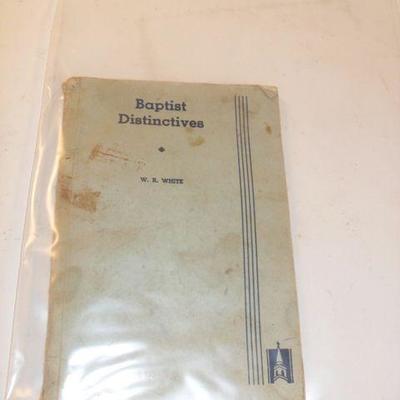 Baptist
Distinctives
W. R. WHITE